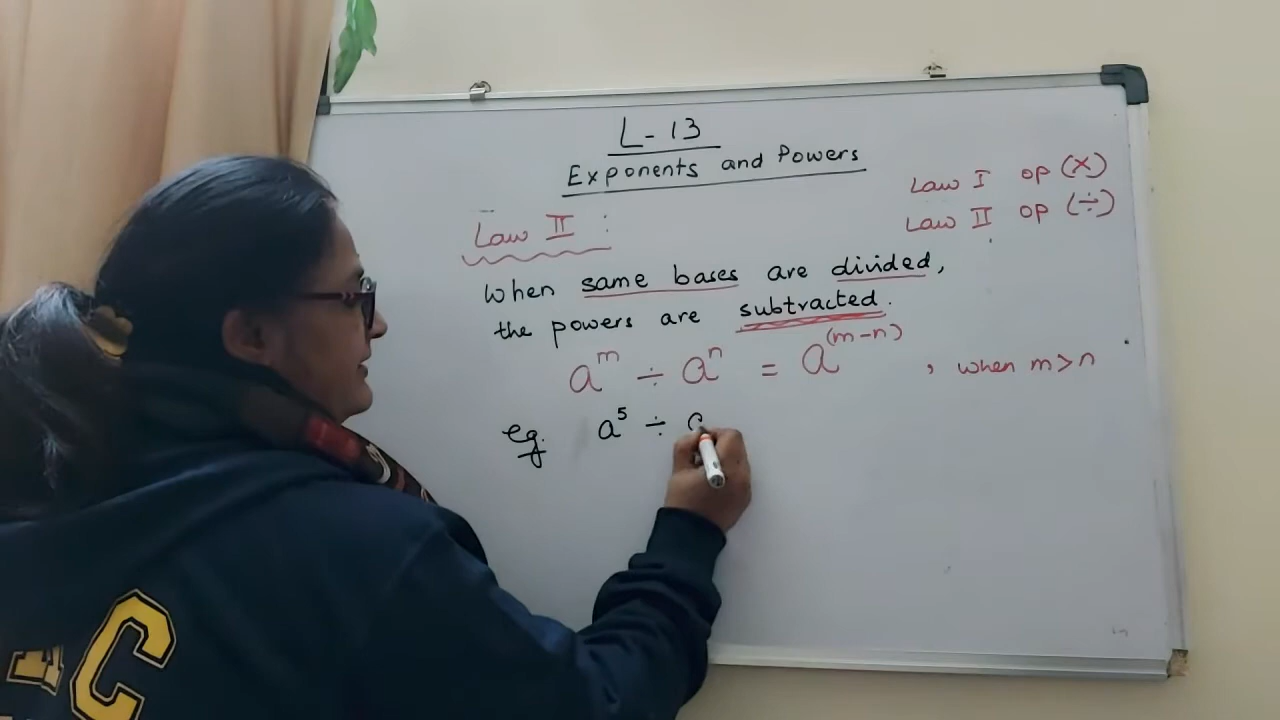 L-13
Exponents and Powers
Law I op (×)
Law II op (÷)
Law II :
When same bases are divided,
the powers are subtracted.
a^m ÷ a^n = a^(m-n) , when m>n
eg. a^5 ÷
C